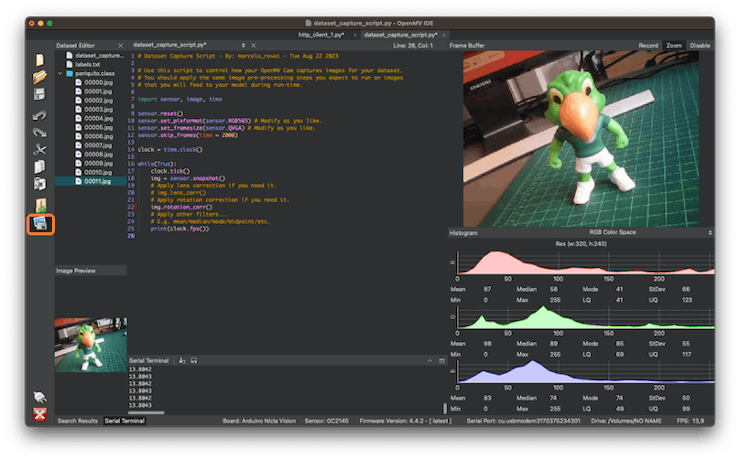 dataset_capture_script.py* - OpenMV IDE
http_client_1.py*
dataset_capture_script.py*
Dataset Editor
dataset_capture_script.py*
Line: 26, Col: 1
Frame Buffer
Record
Zoom
Disable
dataset_captur...
labels.txt
periquito.class
00000.jpg
00001.jpg
00002.jpg
00003.jpg
00004.jpg
00005.jpg
00006.jpg
00007.jpg
00008.jpg
00009.jpg
00010.jpg
00011.jpg
1 # Dataset Capture Script - By: marcelo_rovai - Tue Aug 22 2023
2
3 # Use this script to control how your OpenMV Cam captures images for your dataset.
4 # You should apply the same image pre-processing steps you expect to run on images
5 # that you will feed to your model during run-time.
6
7 import sensor, image, time
8
9 sensor.reset()
10 sensor.set_pixformat(sensor.RGB565) # Modify as you like.
11 sensor.set_framesize(sensor.QVGA) # Modify as you like.
12 sensor.skip_frames(time = 2000)
13
14 clock = time.clock()
15
16 while(True):
17 clock.tick()
18 img = sensor.snapshot()
19 # Apply lens correction if you need it.
20 # img.lens_corr()
21 # Apply rotation correction if you need it.
22 img.rotation_corr()
23 # Apply other filters...
24 # E.g. mean/median/mode/midpoint/etc.
25 print(clock.fps())
26
Image Preview
Serial Terminal
13.8042
13.8043
13.8043
13.8042
13.8042
13.8043
Histogram
RGB Color Space
Res (w:320, h:240)
R
0 50 100 150 200
Mean 87 Median 58 Mode 41 StDev 66
Min 0 Max 255 LQ 41 UQ 123
G
0 50 100 150 200
Mean 98 Median 89 Mode 85 StDev 55
Min 0 Max 255 LQ 69 UQ 117
B
0 50 100 150 200
Mean 83 Median 74 Mode 74 StDev 50
Min 0 Max 255 LQ 49 UQ 99
Search Results
Serial Terminal
Board: Arduino Nicla Vision
Sensor: GC2145
Firmware Version: 4.4.2 - [ latest ]
Serial Port: cu.usbmodem3170375234301
Drive: /Volumes/NO NAME
FPS: 13,9